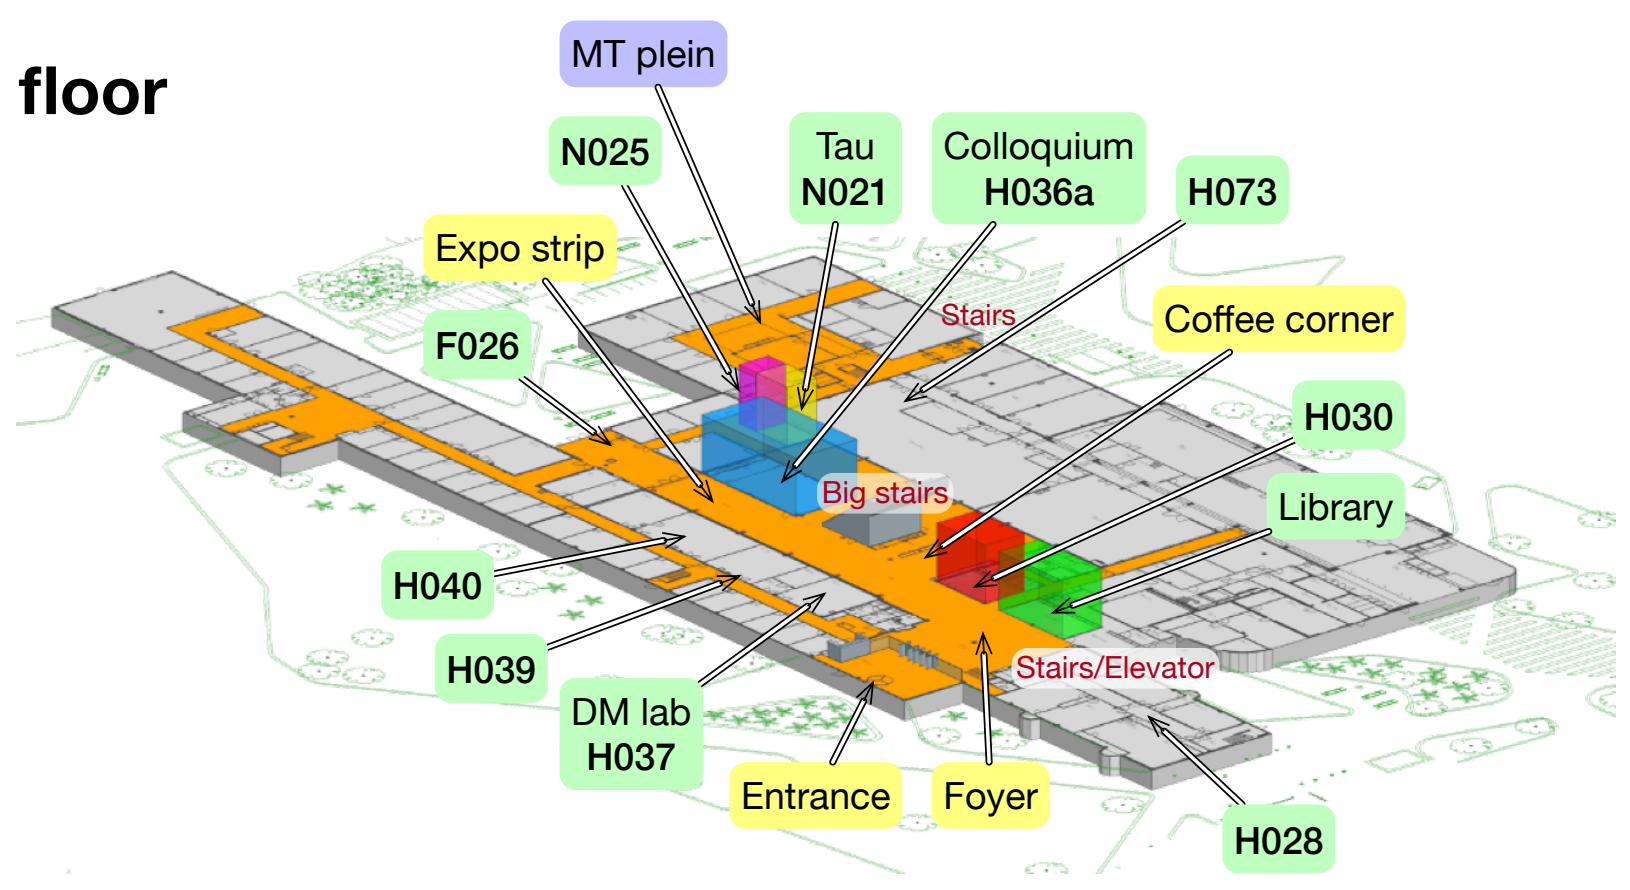 floor
MT plein
N025
Tau
N021
Colloquium
H036a
H073
Expo strip
Stairs
Coffee corner
F026
H030
Big stairs
Library
H040
H039
Stairs/Elevator
DM lab
H037
Entrance
Foyer
H028